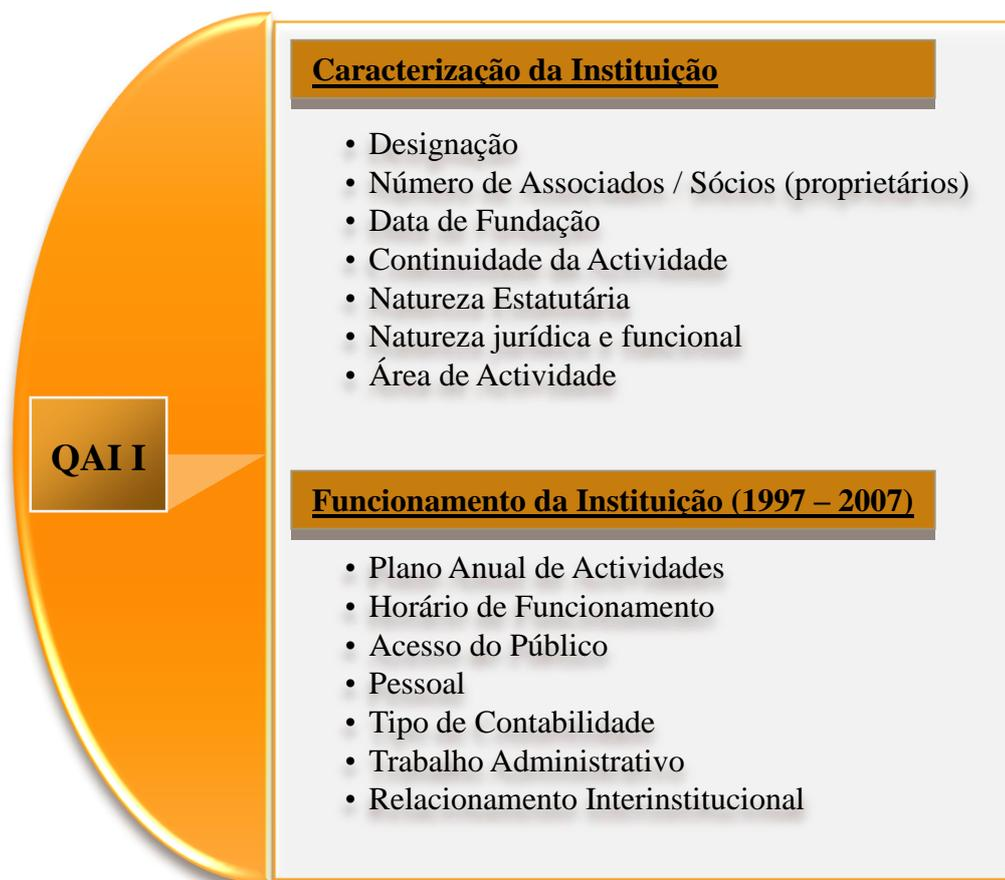 Caracterização da Instituição
• Designação
• Número de Associados / Sócios (proprietários)
• Data de Fundação
• Continuidade da Actividade
• Natureza Estatutária
• Natureza jurídica e funcional
• Área de Actividade
QAI I
Funcionamento da Instituição (1997 – 2007)
• Plano Anual de Actividades
• Horário de Funcionamento
• Acesso do Público
• Pessoal
• Tipo de Contabilidade
• Trabalho Administrativo
• Relacionamento Interinstitucional